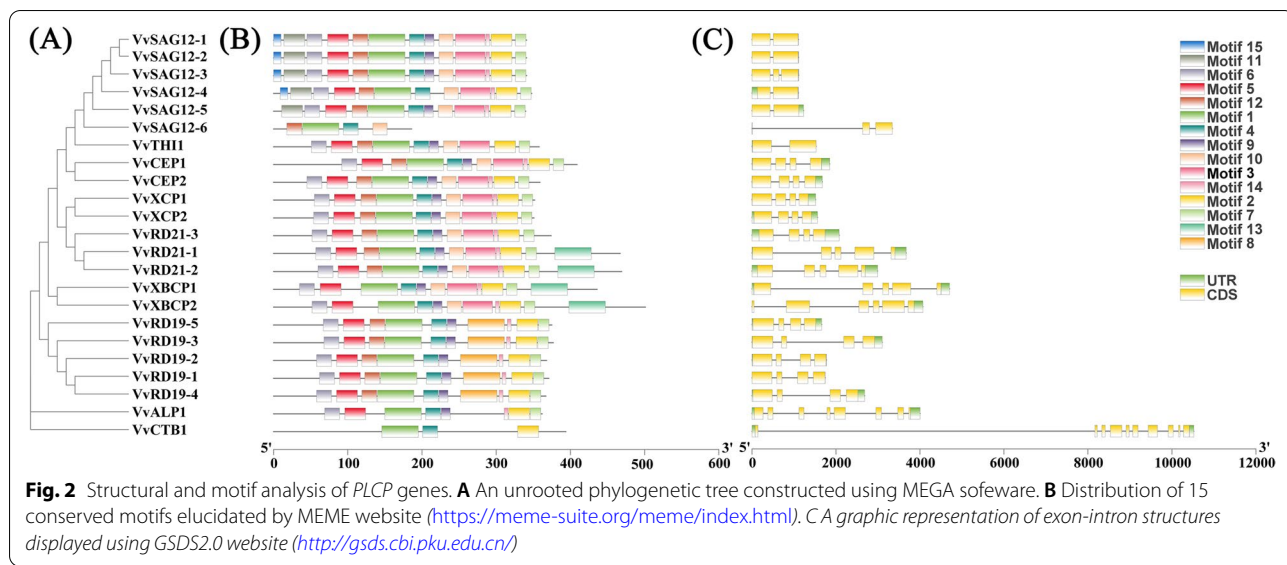 (A)
(B)
(C)
VvSAG12-1
VvSAG12-2
VvSAG12-3
VvSAG12-4
VvSAG12-5
VvSAG12-6
VvTHI1
VvCEP1
VvCEP2
VvXCP1
VvXCP2
VvRD21-3
VvRD21-1
VvRD21-2
VvXBCP1
VvXBCP2
VvRD19-5
VvRD19-3
VvRD19-2
VvRD19-1
VvRD19-4
VvALP1
VvCTB1
5' 3'
0 100 200 300 400 500 600
5' 3'
0 2000 4000 6000 8000 10000 12000
Motif 15
Motif 11
Motif 6
Motif 5
Motif 12
Motif 1
Motif 4
Motif 9
Motif 10
Motif 3
Motif 14
Motif 2
Motif 7
Motif 13
Motif 8
UTR
CDS
Fig. 2 Structural and motif analysis of PLCP genes. A An unrooted phylogenetic tree constructed using MEGA sofeware. B Distribution of 15
conserved motifs elucidated by MEME website (https://meme-suite.org/meme/index.html). C A graphic representation of exon-intron structures
displayed using GSDS2.0 website (http://gsds.cbi.pku.edu.cn/)